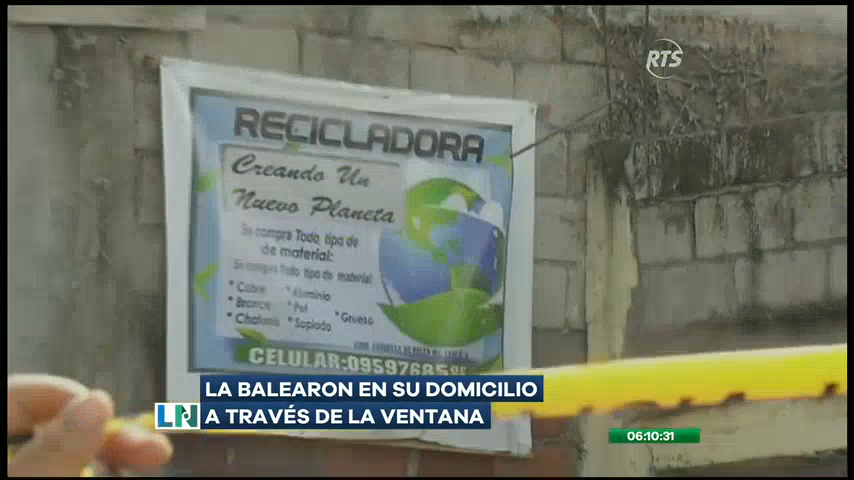 RTS
RECICLADORA
Creando Un
Nuevo Planeta
Se compra Todo, tipo de
de material:
Se compra Todo tipo de material
* Cobre * Aluminio
* Bronce * Pet * Grueso
* Chatarra * Soplado
CELULAR:09597685
LA BALEARON EN SU DOMICILIO
LN A TRAVÉS DE LA VENTANA
06:10:31